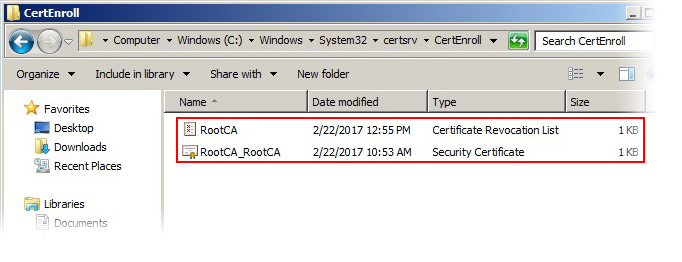 CertEnroll
Computer Windows (C:) Windows System32 certsrv CertEnroll Search CertEnroll
Organize Include in library Share with New folder
Favorites
Desktop
Downloads
Recent Places
Libraries
Documents
Name Date modified Type Size
RootCA 2/22/2017 12:55 PM Certificate Revocation List 1 KB
RootCA_RootCA 2/22/2017 10:53 AM Security Certificate 1 KB